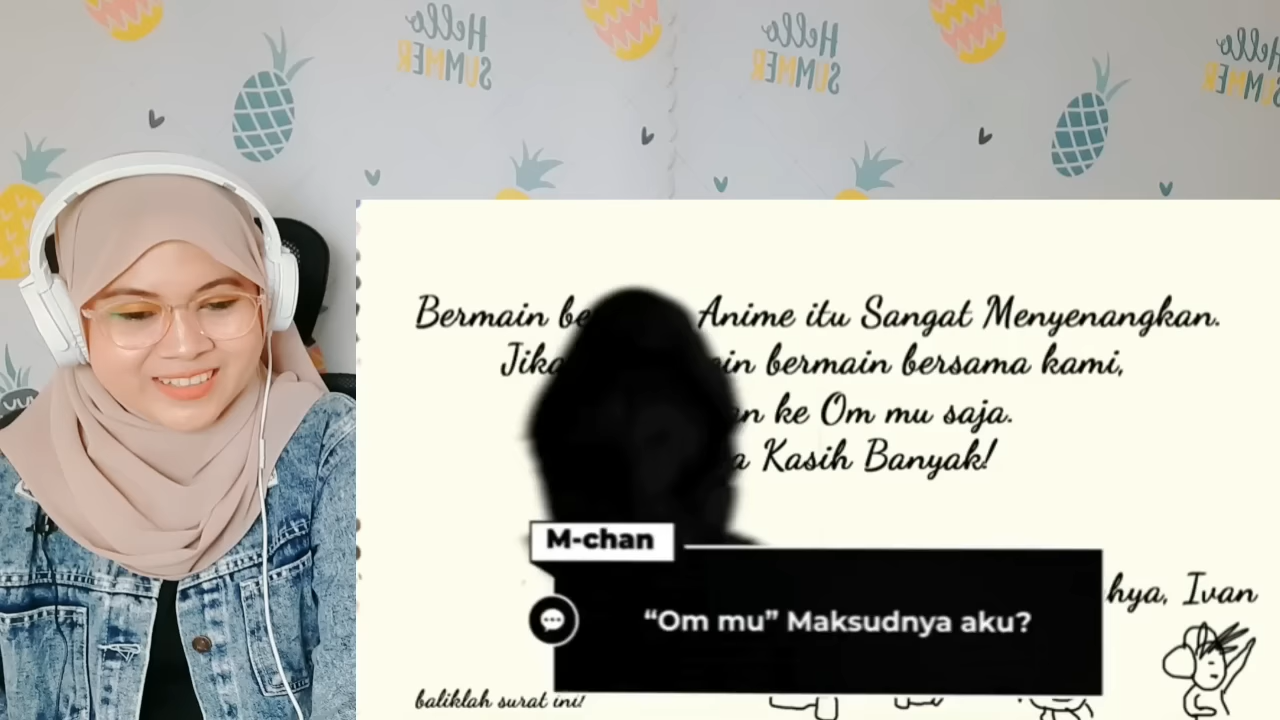 Hello
SUMMER
Hello
SUMMER
Hello
SUMMER
Bermain be Anime itu Sangat Menyenangkan.
Jika in bermain bersama kami,
an ke Om mu saja.
a Kasih Banyak!
hya, Ivan
M-chan
“Om mu” Maksudnya aku?
baliklah surat ini!